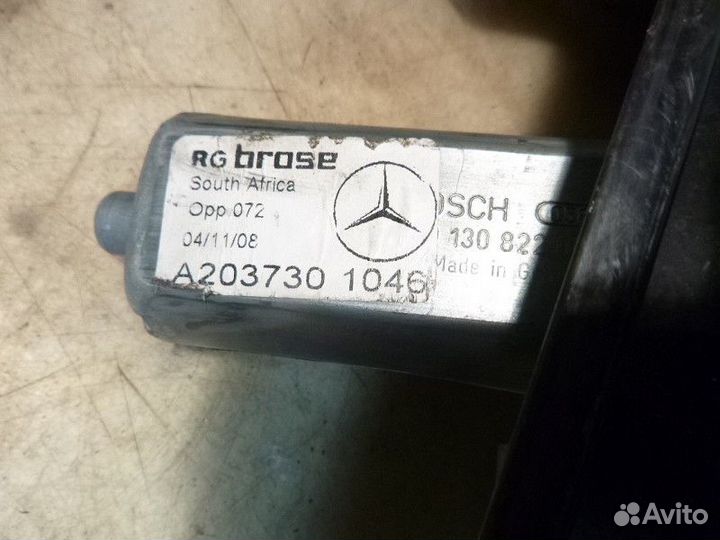 RG brose
South Africa
Opp 072
04/11/08
A203730 1046
OSCH
130 822
Made in G
Avito